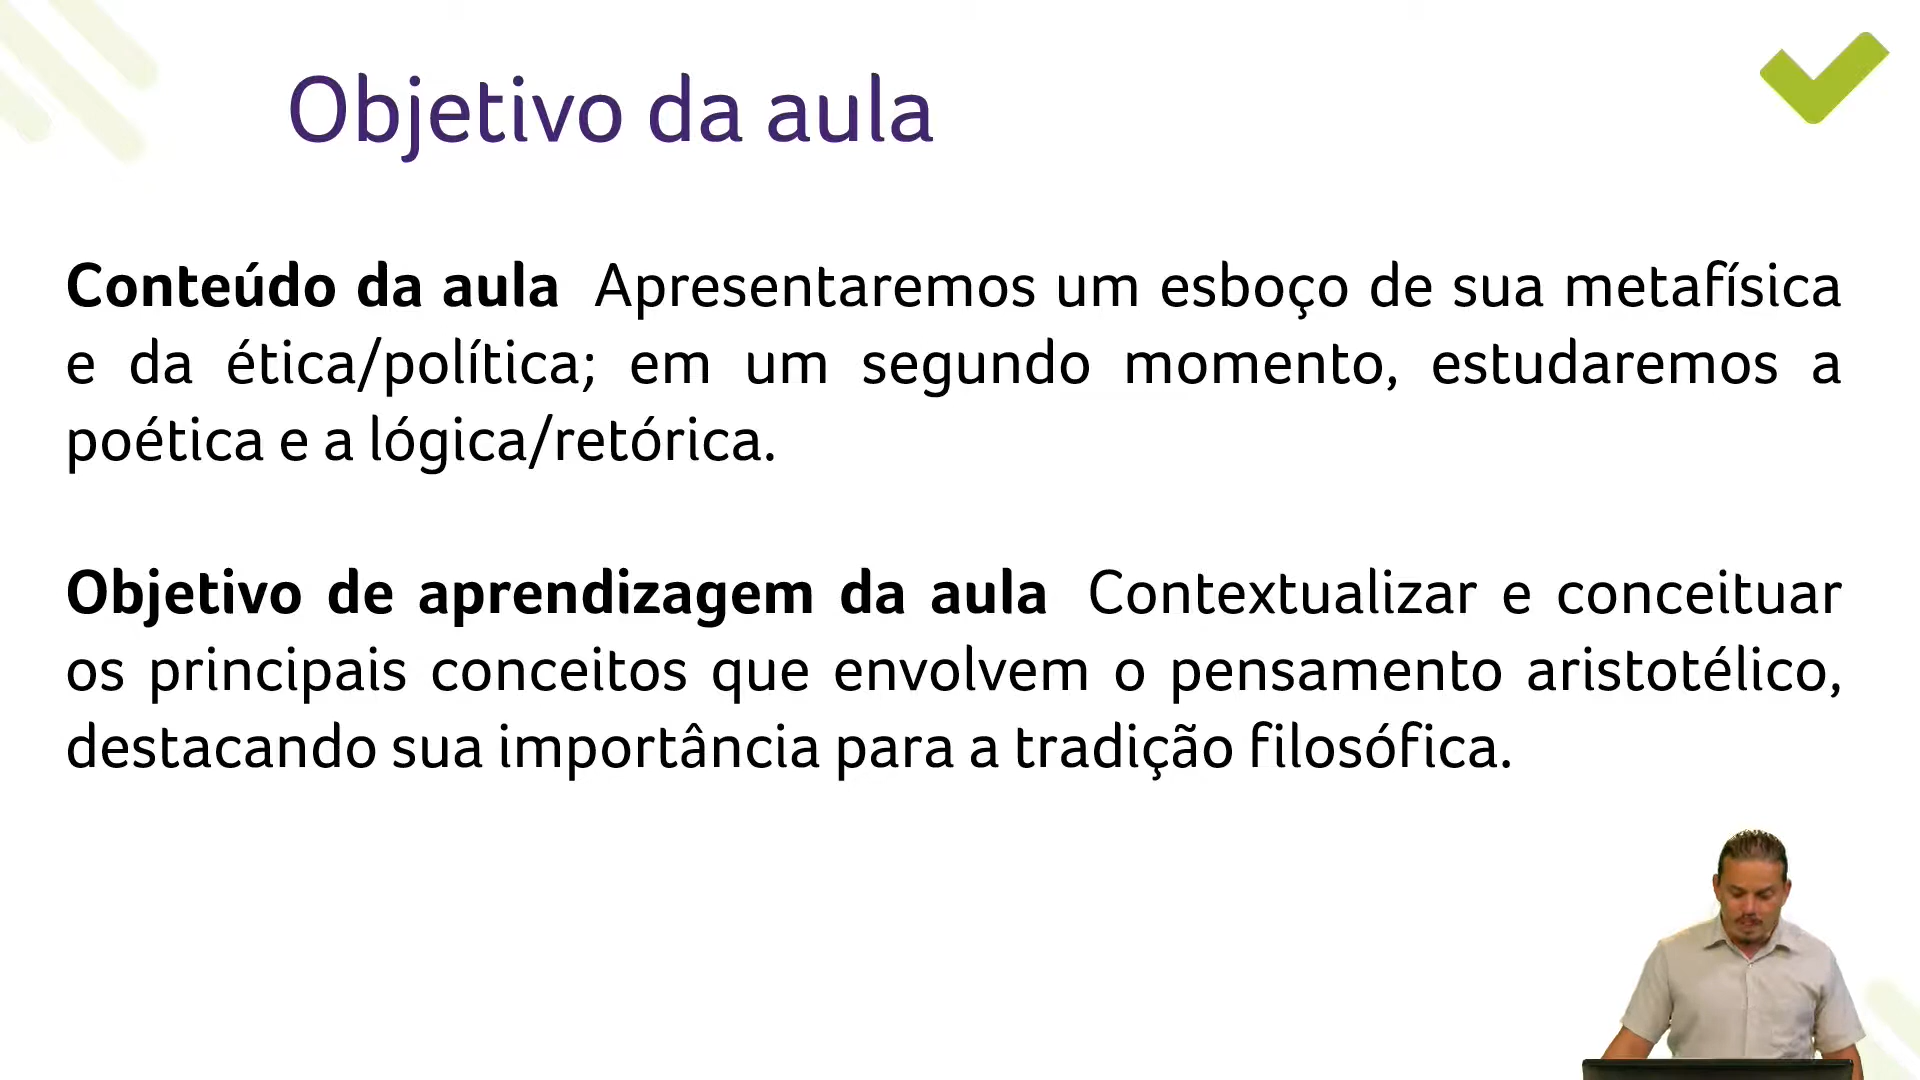 Objetivo da aula
Conteúdo da aula Apresentaremos um esboço de sua metafísica
e da ética/política; em um segundo momento, estudaremos a
poética e a lógica/retórica.
Objetivo de aprendizagem da aula Contextualizar e conceituar
os principais conceitos que envolvem o pensamento aristotélico,
destacando sua importância para a tradição filosófica.